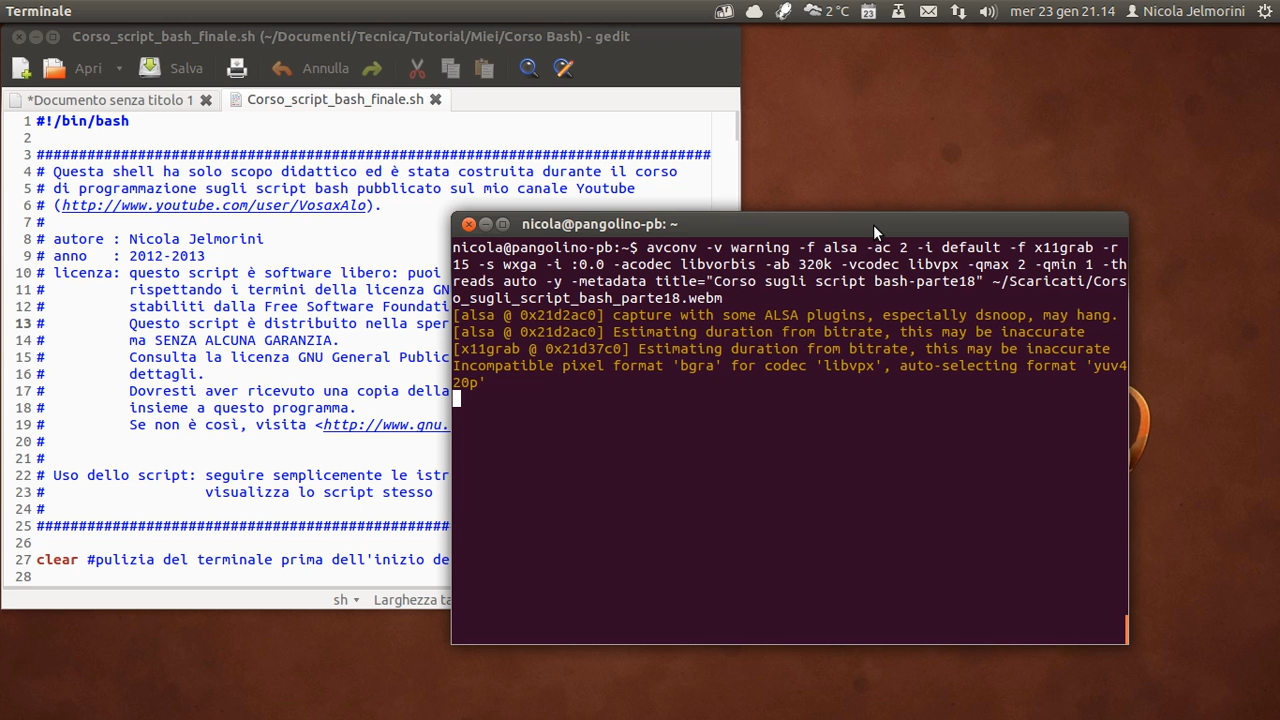 Terminale
2 °C
23
mer 23 gen 21.14
Nicola Jelmorini
Corso_script_bash_finale.sh (~/Documenti/Tecnica/Tutorial/Miei/Corso Bash) - gedit
Apri
Salva
Annulla
*Documento senza titolo 1
Corso_script_bash_finale.sh
1 #!/bin/bash
2
3 ################################################################################
4 # Questa shell ha solo scopo didattico ed è stata costruita durante il corso
5 # di programmazione sugli script bash pubblicato sul mio canale Youtube
6 # (http://www.youtube.com/user/VosaxAlo).
7 #
8 # autore : Nicola Jelmorini
9 # anno   : 2012-2013
10 # licenza: questo script è software libero: puoi
11 #          rispettando i termini della licenza GN
12 #          stabiliti dalla Free Software Foundati
13 #          Questo script è distribuito nella sper
14 #          ma SENZA ALCUNA GARANZIA.
15 #          Consulta la licenza GNU General Public
16 #          dettagli.
17 #          Dovresti aver ricevuto una copia della
18 #          insieme a questo programma.
19 #          Se non è così, visita <http://www.gnu.
20 #
21 #
22 # Uso dello script: seguire semplicemente le istr
23 #                   visualizza lo script stesso
24 #
25 #################################################
26
27 clear #pulizia del terminale prima dell'inizio de
28
sh
Larghezza ta
nicola@pangolino-pb: ~
nicola@pangolino-pb:~$ avconv -v warning -f alsa -ac 2 -i default -f x11grab -r
15 -s wxga -i :0.0 -acodec libvorbis -ab 320k -vcodec libvpx -qmax 2 -qmin 1 -th
reads auto -y -metadata title="Corso sugli script bash-parte18" ~/Scaricati/Cors
o_sugli_script_bash_parte18.webm
[alsa @ 0x21d2ac0] capture with some ALSA plugins, especially dsnoop, may hang.
[alsa @ 0x21d2ac0] Estimating duration from bitrate, this may be inaccurate
[x11grab @ 0x21d37c0] Estimating duration from bitrate, this may be inaccurate
Incompatible pixel format 'bgra' for codec 'libvpx', auto-selecting format 'yuv4
20p'